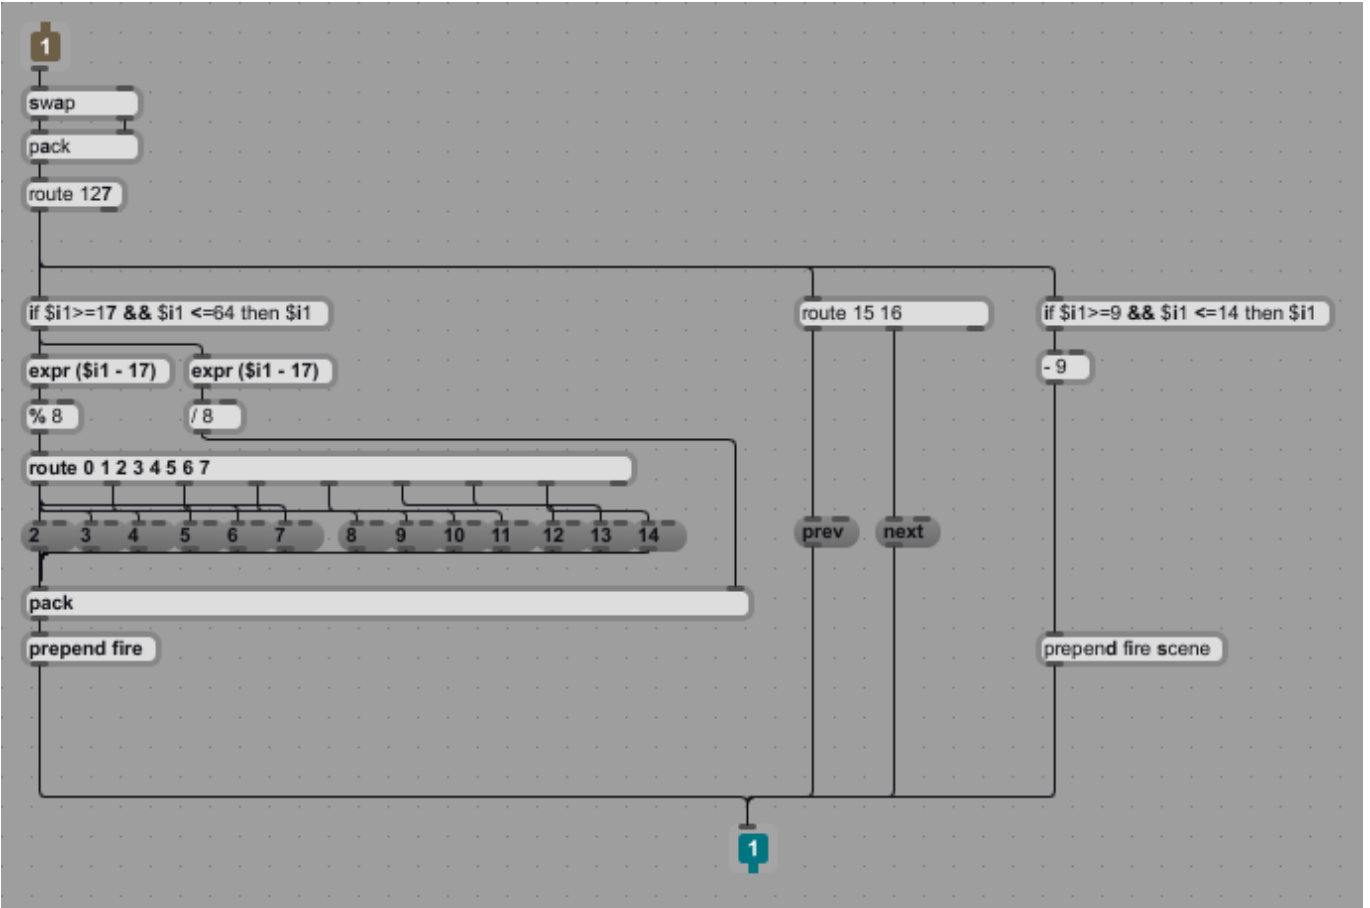 1
swap
pack
route 127
if $i1>=17 && $i1 <=64 then $i1
route 15 16
if $i1>=9 && $i1 <=14 then $i1
expr ($i1 - 17)
expr ($i1 - 17)
- 9
% 8
/ 8
route 0 1 2 3 4 5 6 7
2 3 4 5 6 7 8 9 10 11 12 13 14
prev
next
pack
prepend fire
prepend fire scene
1